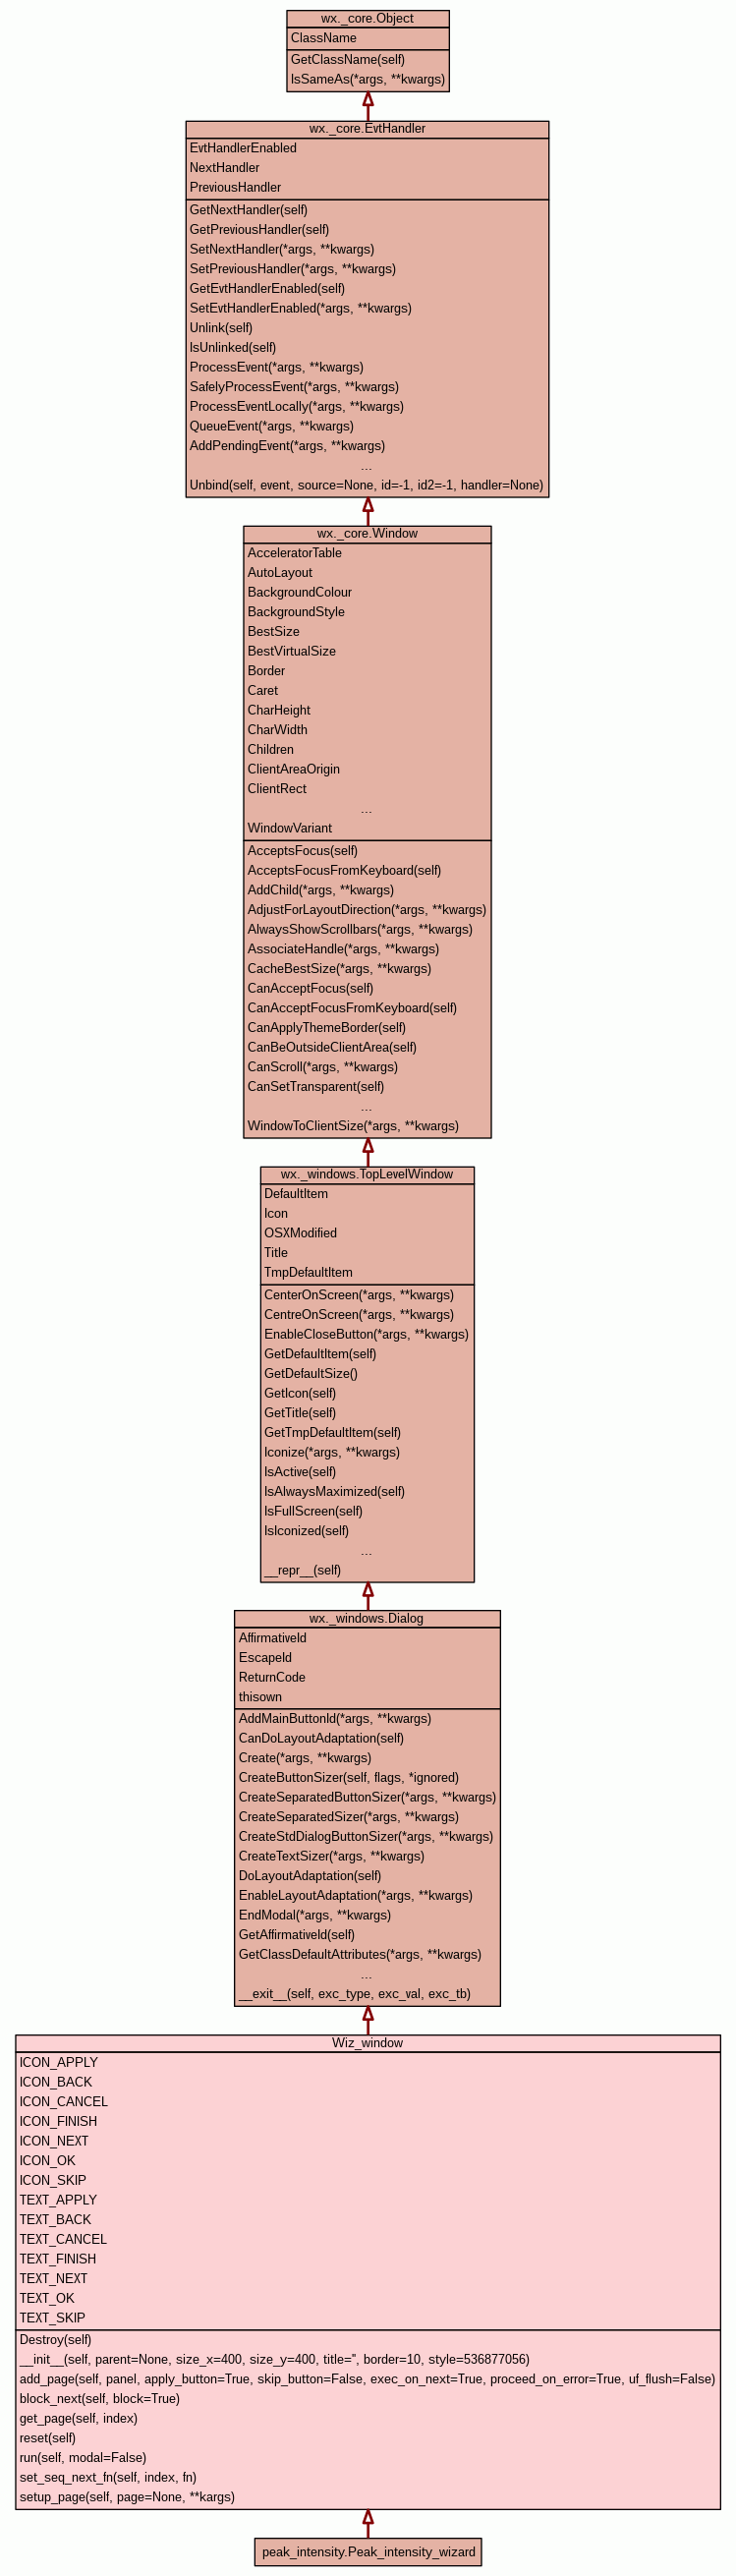 wx._core.Object
ClassName
GetClassName(self)
IsSameAs(*args, **kwargs)
wx._core.EvtHandler
EvtHandlerEnabled
NextHandler
PreviousHandler
GetNextHandler(self)
GetPreviousHandler(self)
SetNextHandler(*args, **kwargs)
SetPreviousHandler(*args, **kwargs)
GetEvtHandlerEnabled(self)
SetEvtHandlerEnabled(*args, **kwargs)
Unlink(self)
IsUnlinked(self)
ProcessEvent(*args, **kwargs)
SafelyProcessEvent(*args, **kwargs)
ProcessEventLocally(*args, **kwargs)
QueueEvent(*args, **kwargs)
AddPendingEvent(*args, **kwargs)
...
Unbind(self, event, source=None, id=-1, id2=-1, handler=None)
wx._core.Window
AcceleratorTable
AutoLayout
BackgroundColour
BackgroundStyle
BestSize
BestVirtualSize
Border
Caret
CharHeight
CharWidth
Children
ClientAreaOrigin
ClientRect
...
WindowVariant
AcceptsFocus(self)
AcceptsFocusFromKeyboard(self)
AddChild(*args, **kwargs)
AdjustForLayoutDirection(*args, **kwargs)
AlwaysShowScrollbars(*args, **kwargs)
AssociateHandle(*args, **kwargs)
CacheBestSize(*args, **kwargs)
CanAcceptFocus(self)
CanAcceptFocusFromKeyboard(self)
CanApplyThemeBorder(self)
CanBeOutsideClientArea(self)
CanScroll(*args, **kwargs)
CanSetTransparent(self)
...
WindowToClientSize(*args, **kwargs)
wx._windows.TopLevelWindow
DefaultItem
Icon
OSXModified
Title
TmpDefaultItem
CenterOnScreen(*args, **kwargs)
CentreOnScreen(*args, **kwargs)
EnableCloseButton(*args, **kwargs)
GetDefaultItem(self)
GetDefaultSize()
GetIcon(self)
GetTitle(self)
GetTmpDefaultItem(self)
Iconize(*args, **kwargs)
IsActive(self)
IsAlwaysMaximized(self)
IsFullScreen(self)
IsIconized(self)
...
__repr__(self)
wx._windows.Dialog
AffirmativeId
EscapeId
ReturnCode
thisown
AddMainButtonId(*args, **kwargs)
CanDoLayoutAdaptation(self)
Create(*args, **kwargs)
CreateButtonSizer(self, flags, *ignored)
CreateSeparatedButtonSizer(*args, **kwargs)
CreateSeparatedSizer(*args, **kwargs)
CreateStdDialogButtonSizer(*args, **kwargs)
CreateTextSizer(*args, **kwargs)
DoLayoutAdaptation(self)
EnableLayoutAdaptation(*args, **kwargs)
EndModal(*args, **kwargs)
GetAffirmativeId(self)
GetClassDefaultAttributes(*args, **kwargs)
...
__exit__(self, exc_type, exc_val, exc_tb)
Wiz_window
ICON_APPLY
ICON_BACK
ICON_CANCEL
ICON_FINISH
ICON_NEXT
ICON_OK
ICON_SKIP
TEXT_APPLY
TEXT_BACK
TEXT_CANCEL
TEXT_FINISH
TEXT_NEXT
TEXT_OK
TEXT_SKIP
Destroy(self)
__init__(self, parent=None, size_x=400, size_y=400, title='', border=10, style=536877056)
add_page(self, panel, apply_button=True, skip_button=False, exec_on_next=True, proceed_on_error=True, uf_flush=False)
block_next(self, block=True)
get_page(self, index)
reset(self)
run(self, modal=False)
set_seq_next_fn(self, index, fn)
setup_page(self, page=None, **kargs)
peak_intensity.Peak_intensity_wizard